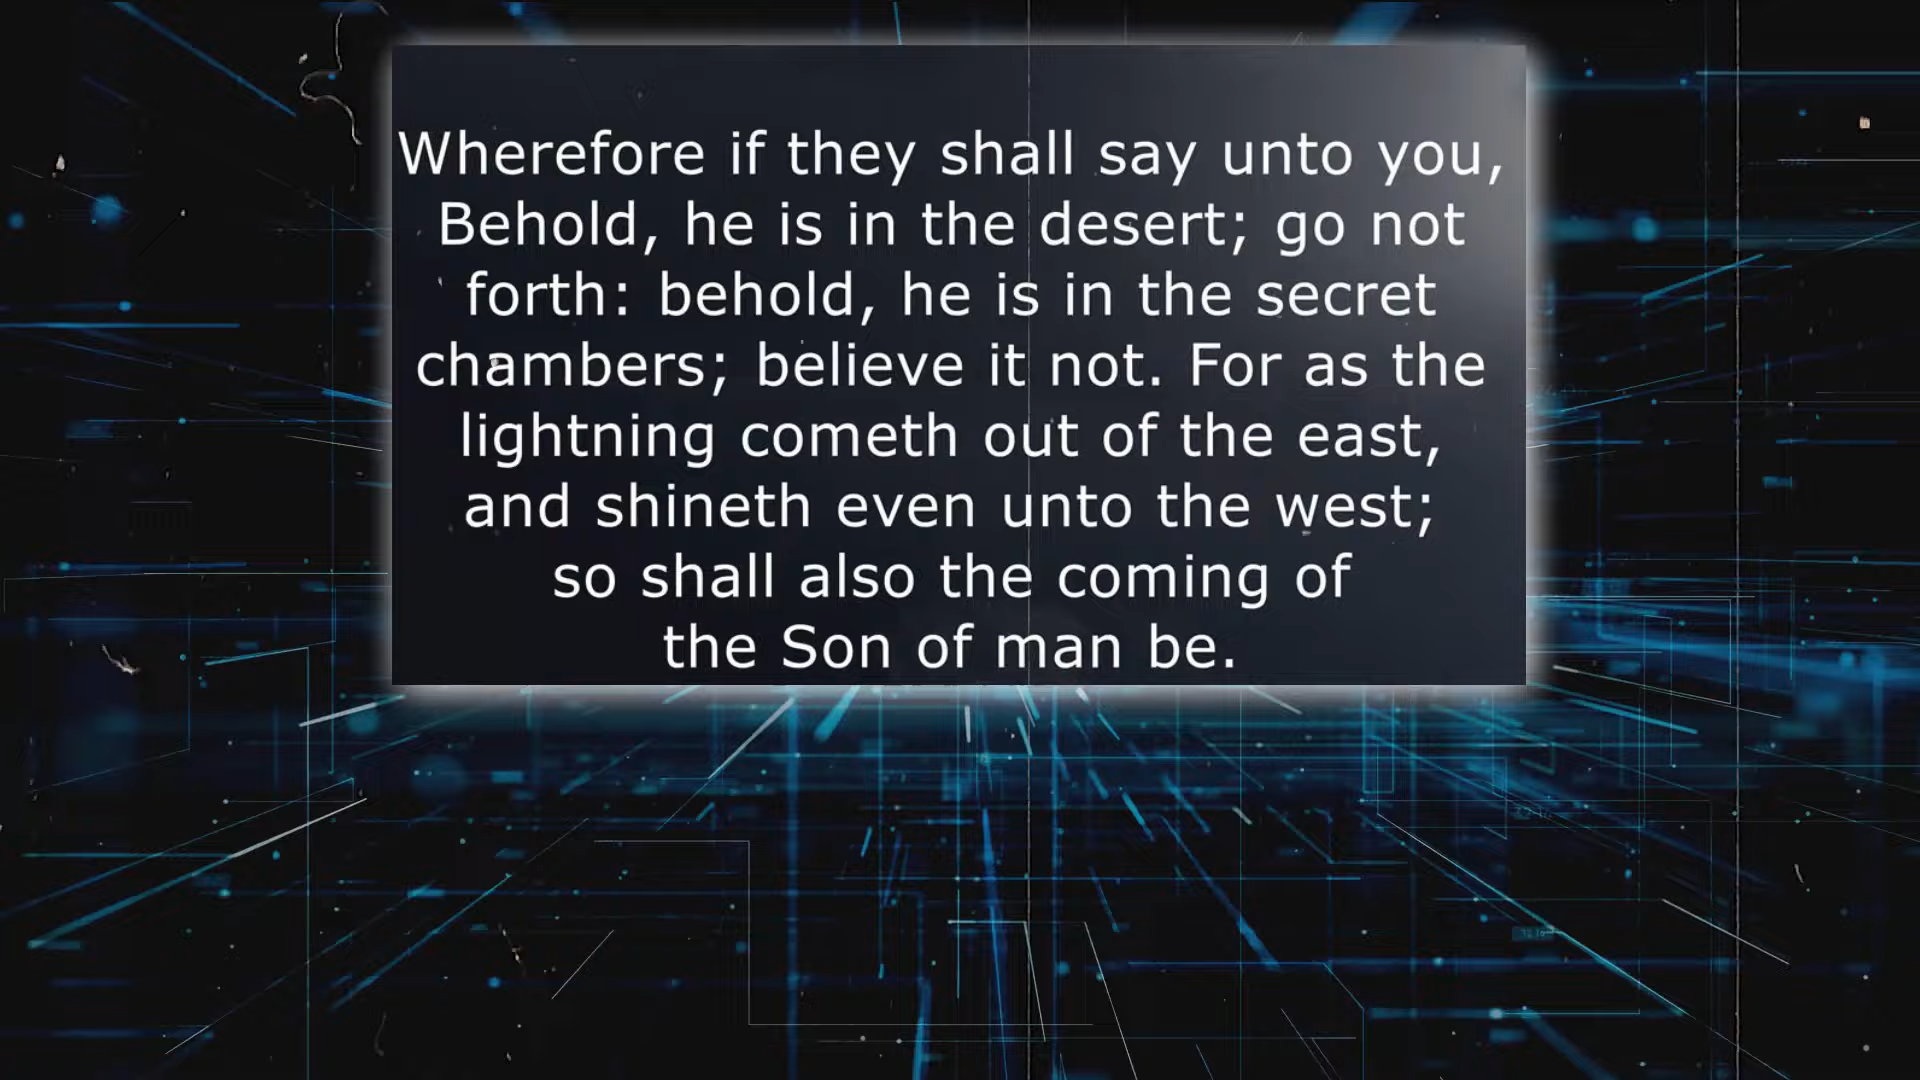 Wherefore if they shall say unto you,
Behold, he is in the desert; go not
forth: behold, he is in the secret
chambers; believe it not. For as the
lightning cometh out of the east,
and shineth even unto the west;
so shall also the coming of
the Son of man be.